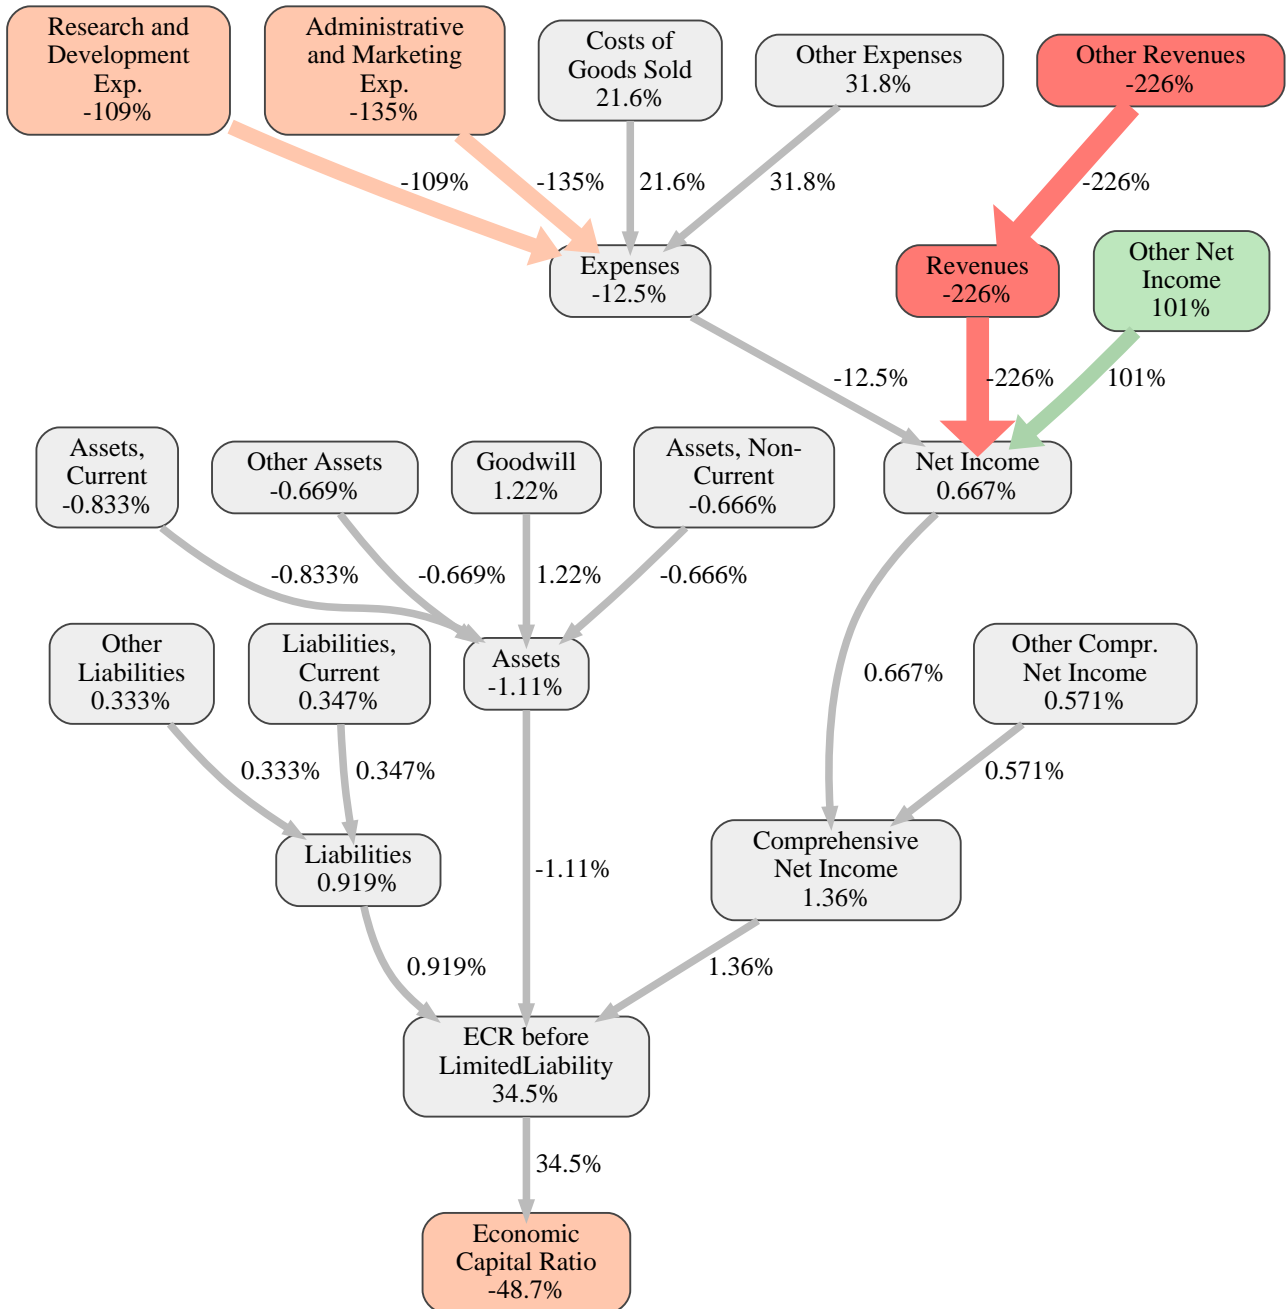 Research and
Development
Exp.
-109%
Administrative
and Marketing
Exp.
-135%
Costs of
Goods Sold
21.6%
Other Expenses
31.8%
Other Revenues
-226%
-109%
-135%
21.6%
31.8%
-226%
Expenses
-12.5%
Revenues
-226%
Other Net
Income
101%
-12.5%
-226%
101%
Assets,
Current
-0.833%
Other Assets
-0.669%
Goodwill
1.22%
Assets, Non-
Current
-0.666%
Net Income
0.667%
-0.833%
-0.669%
1.22%
-0.666%
0.667%
Other
Liabilities
0.333%
Liabilities,
Current
0.347%
Assets
-1.11%
Other Compr.
Net Income
0.571%
0.333%
0.347%
0.571%
Liabilities
0.919%
-1.11%
Comprehensive
Net Income
1.36%
0.919%
1.36%
ECR before
LimitedLiability
34.5%
34.5%
Economic
Capital Ratio
-48.7%